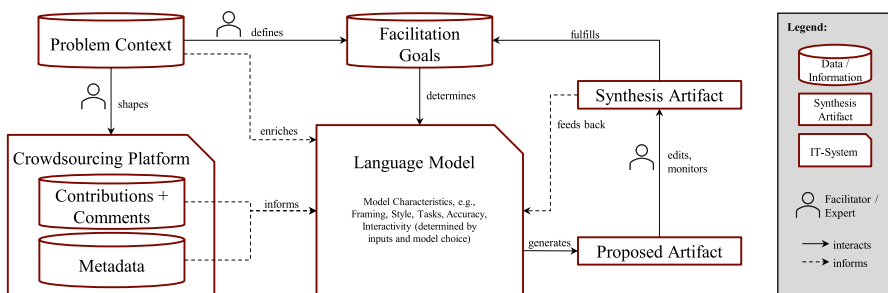 Problem Context
defines
Facilitation
Goals
fulfills
shapes
enriches
determines
Synthesis Artifact
feeds back
edits,
monitors
Crowdsourcing Platform
Contributions +
Comments
Metadata
informs
Language Model
Model Characteristics, e.g.,
Framing, Style, Tasks, Accuracy,
Interactivity (determined by
inputs and model choice)
generates
Proposed Artifact
Legend:
Data /
Information
Synthesis
Artifact
IT-System
Facilitator /
Expert
interacts
informs